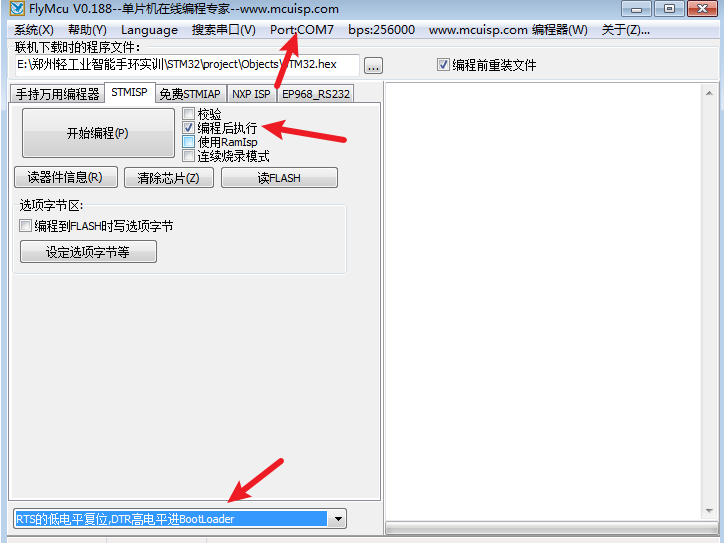 FlyMcu V0.188--单片机在线编程专家--www.mcuisp.com
系统(X) 帮助(Y) Language 搜索串口(V) Port:COM7 bps:256000 www.mcuisp.com 编程器(W) 关于(Z)...
联机下载时的程序文件：
E:\郑州轻工业智能手环实训\STM32\project\Objects\STM32.hex ... 编程前重装文件
手持万用编程器 STMISP 免费STMIAP NXP ISP EP968_RS232
开始编程(P)
校验
编程后执行
使用RamIsp
连续烧录模式
读器件信息(R) 清除芯片(Z) 读FLASH
选项字节区:
编程到FLASH时写选项字节
设定选项字节等
RTS的低电平复位,DTR高电平进BootLoader